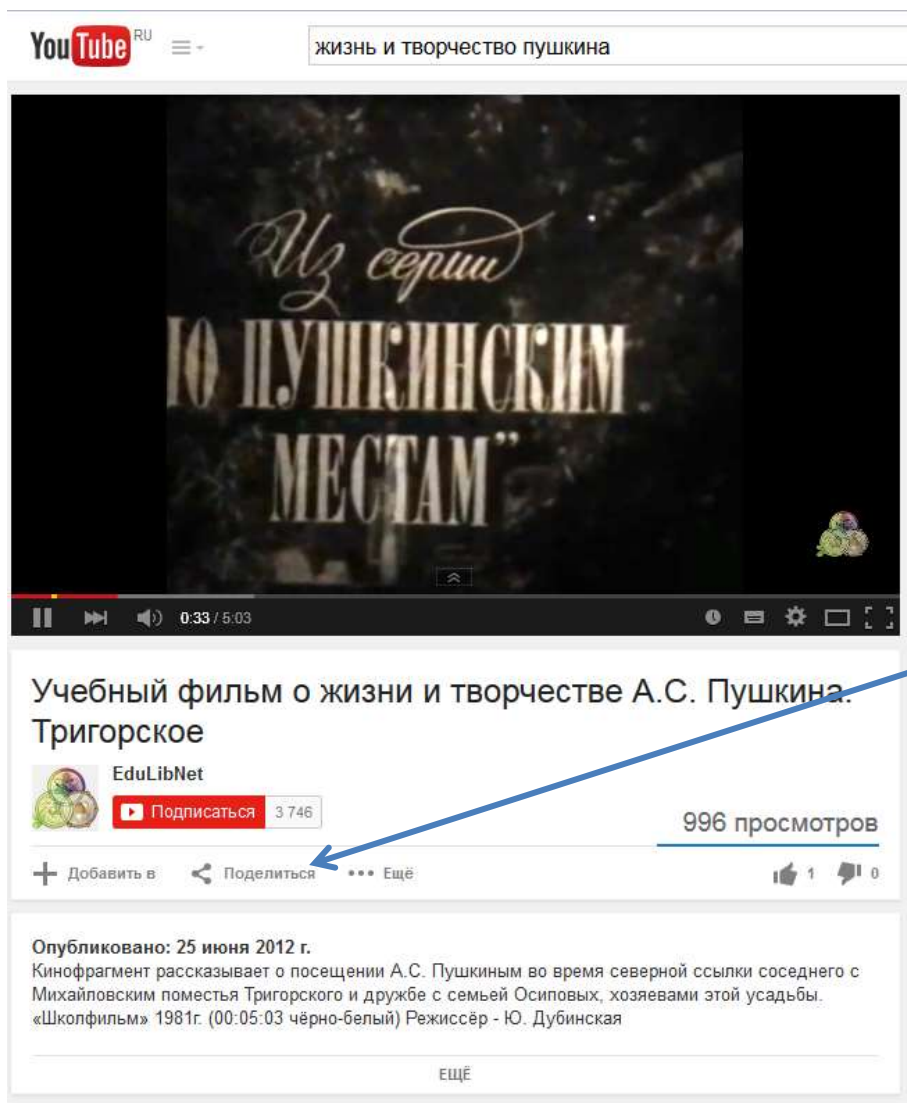 YouTube RU
жизнь и творчество пушкина
Из серии
Ю ПУШКИНСКИМ
МЕСТАМ”
0:33 / 5:03
Учебный фильм о жизни и творчестве А.С. Пушкина.
Тригорское
EduLibNet
Подписаться 3 746
996 просмотров
Добавить в Поделиться Ещё 1 0
Опубликовано: 25 июня 2012 г.
Кинофрагмент рассказывает о посещении А.С. Пушкиным во время северной ссылки соседнего с
Михайловским поместья Тригорского и дружбе с семьей Осиповых, хозяевами этой усадьбы.
«Школфильм» 1981г. (00:05:03 чёрно-белый) Режиссёр - Ю. Дубинская
ЕЩЁ